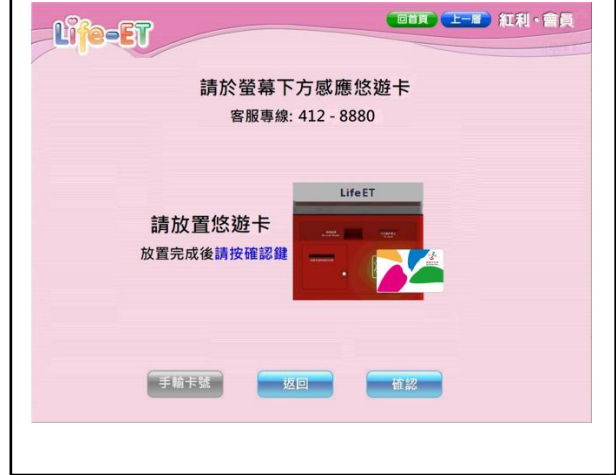 Life-ET
回首頁 上一層 紅利・會員
請於螢幕下方感應悠遊卡
客服專線: 412 - 8880
LifeET
請放置悠遊卡
放置完成後請按確認鍵
手輸卡號 返回 確認